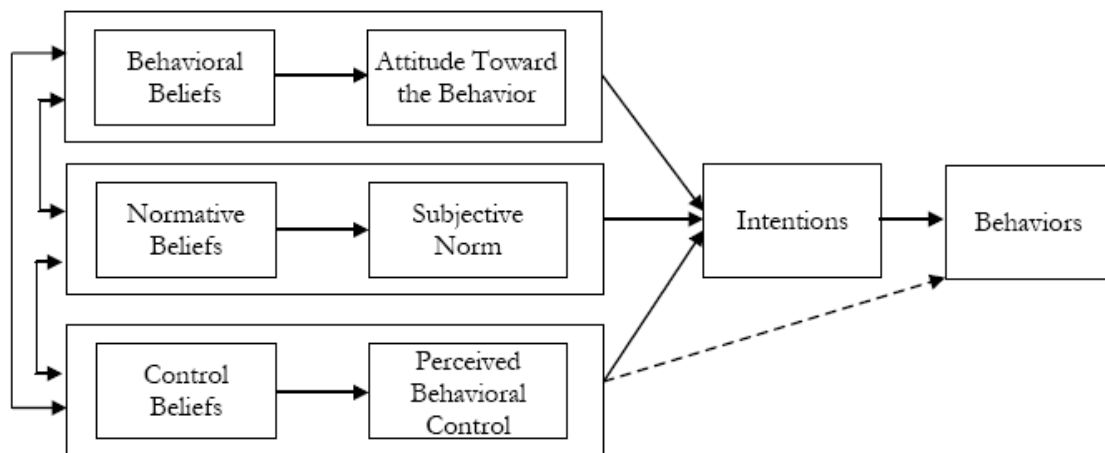 Behavioral
Beliefs
Attitude Toward
the Behavior
Normative
Beliefs
Subjective
Norm
Intentions
Behaviors
Control
Beliefs
Perceived
Behavioral
Control